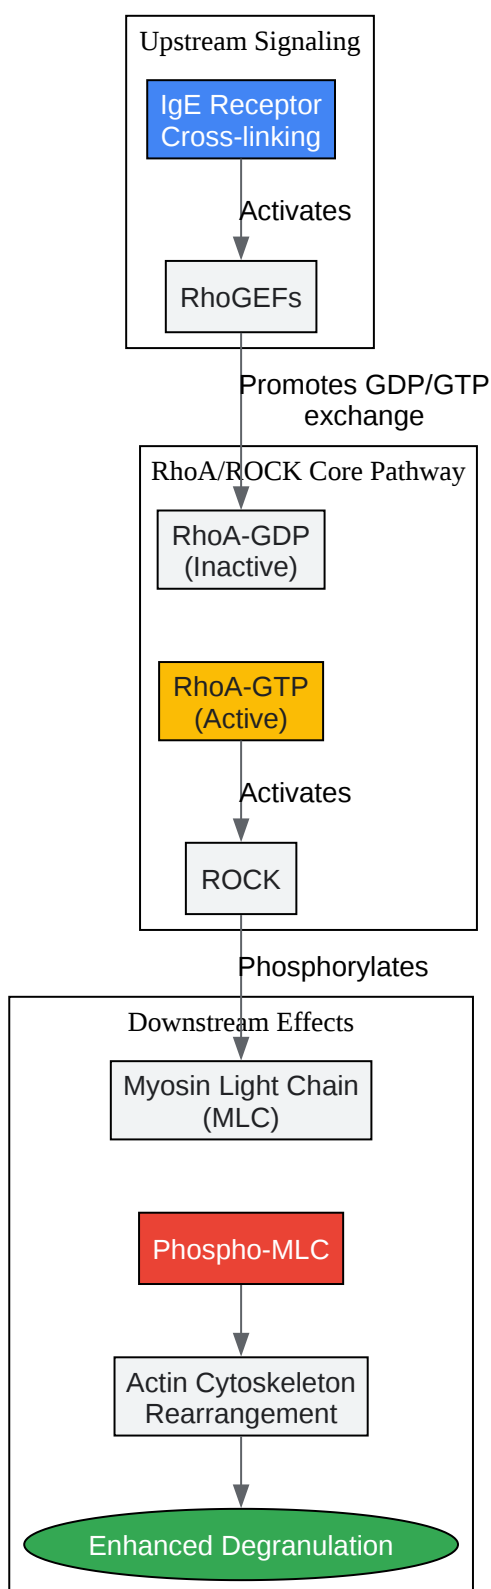 Upstream Signaling
IgE Receptor
Cross-linking
Activates
RhoGEFs
Promotes GDP/GTP
exchange
RhoA/ROCK Core Pathway
RhoA-GDP
(Inactive)
RhoA-GTP
(Active)
Activates
ROCK
Phosphorylates
Downstream Effects
Myosin Light Chain
(MLC)
Phospho-MLC
Actin Cytoskeleton
Rearrangement
Enhanced Degranulation